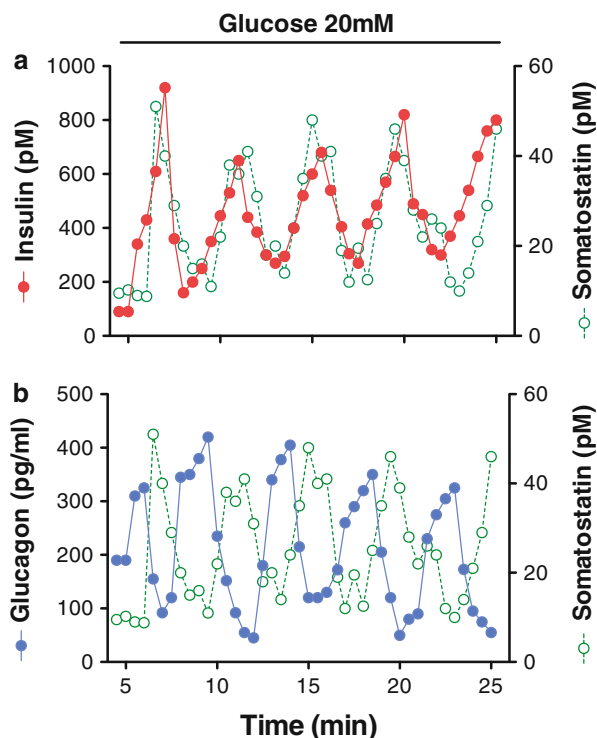 Glucose 20mM
a
1000
800
600
400
200
0
Insulin (pM)
60
40
20
0
Somatostatin (pM)
b
500
400
300
200
100
0
Glucagon (pg/ml)
60
40
20
0
Somatostatin (pM)
5 10 15 20 25
Time (min)